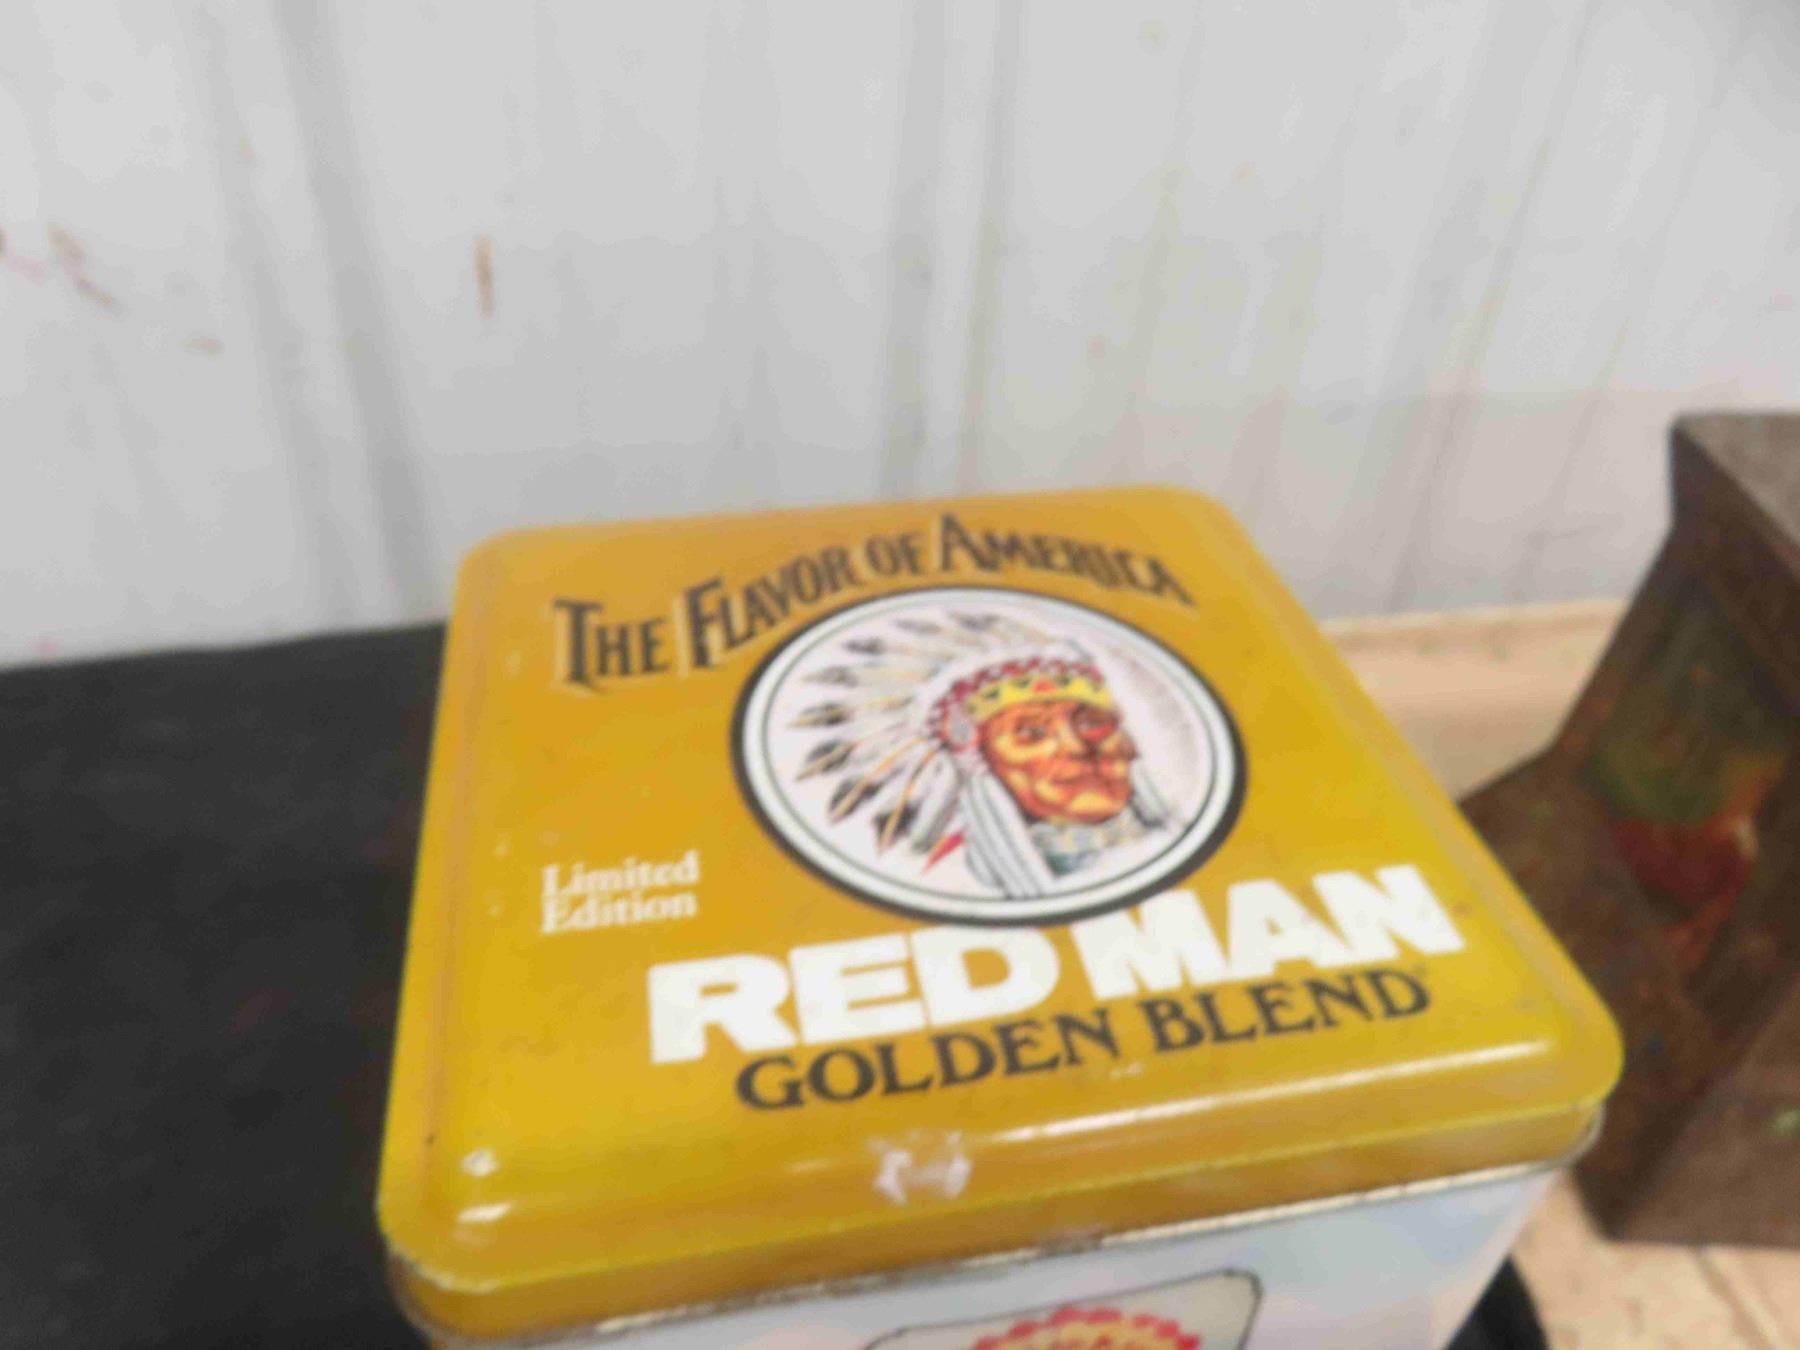 THE FLAVOR OF AMERICA
Limited
Edition
RED MAN
GOLDEN BLEND